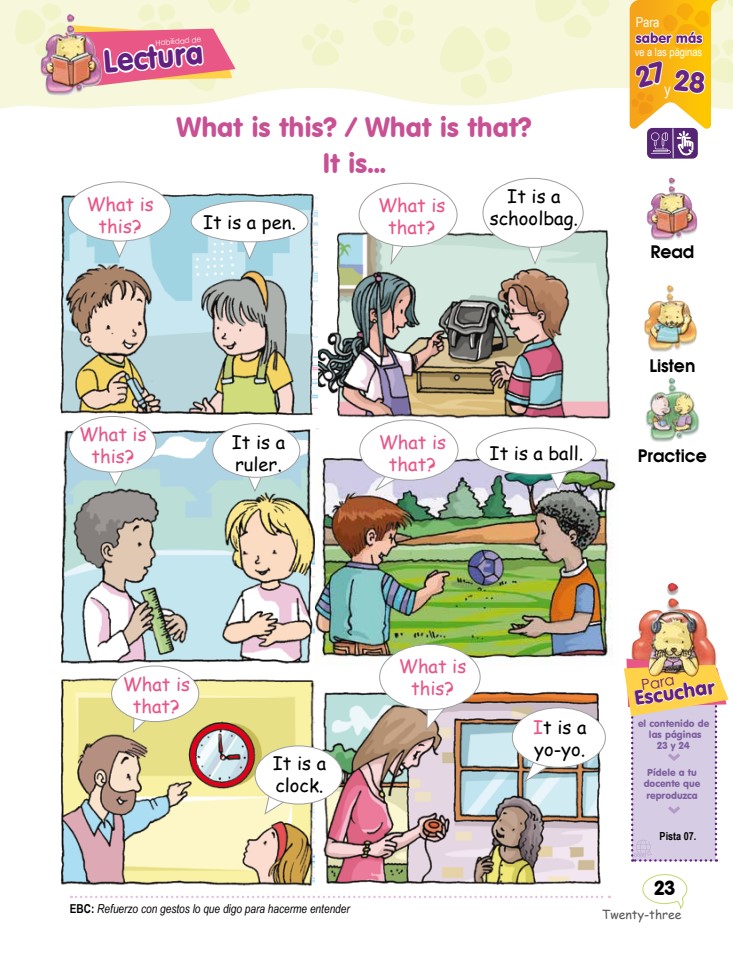 Habilidad de
Lectura
Para
saber más
ve a las páginas
27 y 28
What is this? / What is that?
It is...
What is
this?
It is a pen.
What is
that?
It is a
schoolbag.
What is
this?
It is a
ruler.
What is
that?
It is a ball.
What is
that?
It is a
clock.
What is
this?
It is a
yo-yo.
Read
Listen
Practice
Para
Escuchar
el contenido de
las páginas
23 y 24
Pídele a tu
docente que
reproduzca
Pista 07.
EBC: Refuerzo con gestos lo que digo para hacerme entender
23
Twenty-three